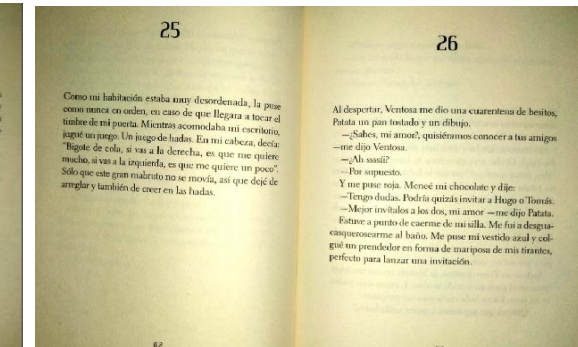 25
Como mi habitación estaba muy desordenada, la puse
como nunca en orden, en caso de que llegara a tocar el
timbre de mi puerta. Mientras acomodaba mi escritorio,
jugué un juego. Un juego de hadas. En mi cabeza, decía:
"Bigote de cola, si vas a la derecha, es que me quiere
mucho, si vas a la izquierda, es que me quiere un poco".
Sólo que este gran mabruto no se movía, así que dejé de
arreglar y también de creer en las hadas.
26
Al despertar, Ventosa me dio una cuarentena de besitos,
Patata un pan tostado y un dibujo.
—¿Sabes, mi amor?, quisiéramos conocer a tus amigos
—me dijo Ventosa.
—¿Ah ssssíi?
—Por supuesto.
Y me puse roja. Meneé mi chocolate y dije:
—Tengo dudas. Podría quizás invitar a Hugo o Tomás.
—Mejor invítalos a los dos, mi amor —me dijo Patata.
Estuve a punto de caerme de mi silla. Me fui a desgua-
casquerosearme al baño. Me puse mi vestido azul y col-
gué un prendedor en forma de mariposa de mis tirantes,
perfecto para lanzar una invitación.